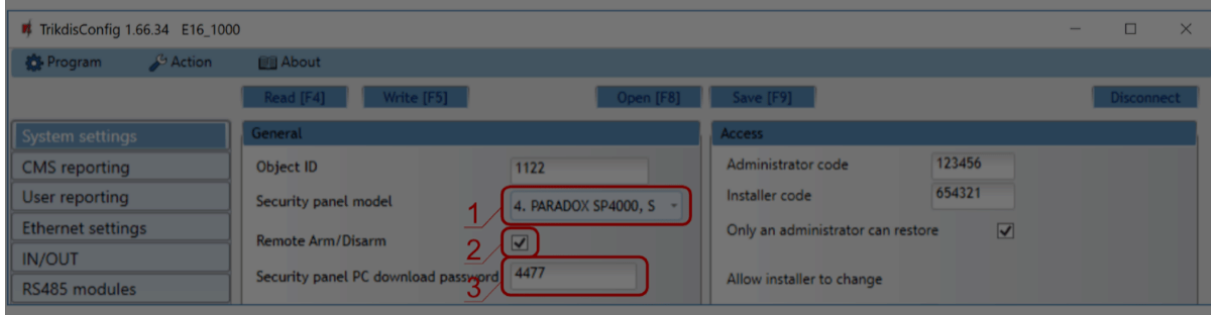 TrikdisConfig 1.66.34 E16_1000
Program Action About
Read [F4] Write [F5] Open [F8] Save [F9] Disconnect
System settings
CMS reporting
User reporting
Ethernet settings
IN/OUT
RS485 modules
General
Object ID 1122
Security panel model 1 4. PARADOX SP4000, S
Remote Arm/Disarm 2
Security panel PC download password 3 4477
Access
Administrator code 123456
Installer code 654321
Only an administrator can restore
Allow installer to change